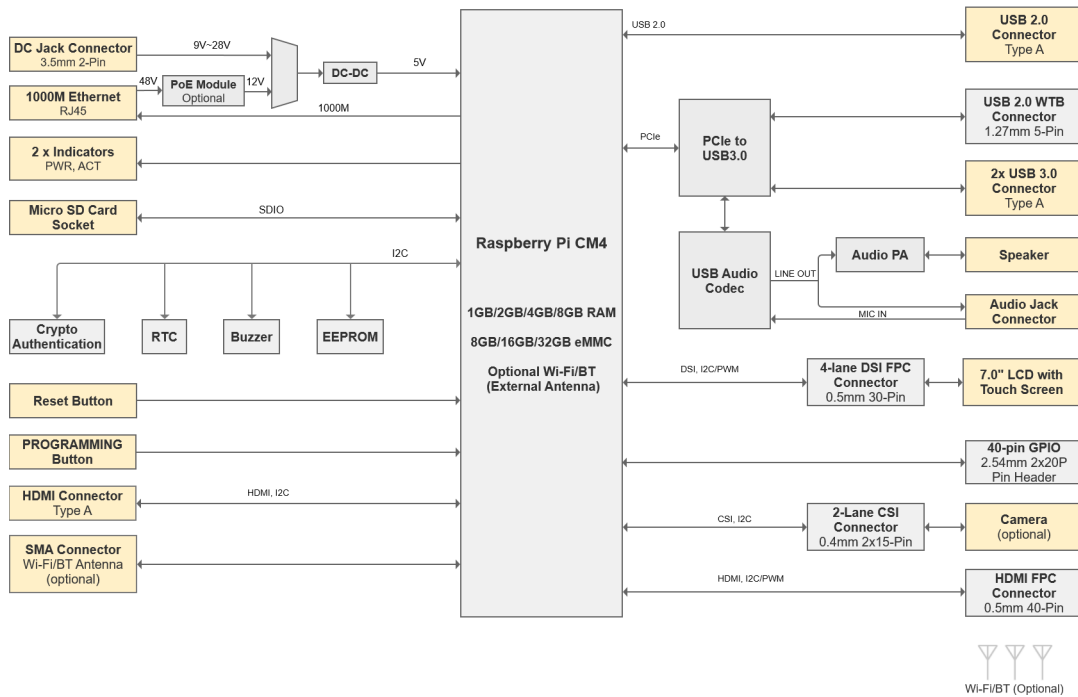 DC Jack Connector
3.5mm 2-Pin
9V~28V
48V
PoE Module
Optional
12V
DC-DC
5V
1000M Ethernet
RJ45
1000M
2 x Indicators
PWR, ACT
Micro SD Card
Socket
SDIO
I2C
Crypto
Authentication
RTC
Buzzer
EEPROM
Reset Button
PROGRAMMING
Button
HDMI Connector
Type A
HDMI, I2C
SMA Connector
Wi-Fi/BT Antenna
(optional)
Raspberry Pi CM4
1GB/2GB/4GB/8GB RAM
8GB/16GB/32GB eMMC
Optional Wi-Fi/BT
(External Antenna)
USB 2.0
USB 2.0
Connector
Type A
PCIe
PCIe to
USB3.0
USB 2.0 WTB
Connector
1.27mm 5-Pin
2x USB 3.0
Connector
Type A
USB Audio
Codec
LINE OUT
Audio PA
Speaker
MIC IN
Audio Jack
Connector
DSI, I2C/PWM
4-lane DSI FPC
Connector
0.5mm 30-Pin
7.0" LCD with
Touch Screen
40-pin GPIO
2.54mm 2x20P
Pin Header
CSI, I2C
2-Lane CSI
Connector
0.4mm 2x15-Pin
Camera
(optional)
HDMI, I2C/PWM
HDMI FPC
Connector
0.5mm 40-Pin
Wi-Fi/BT (Optional)